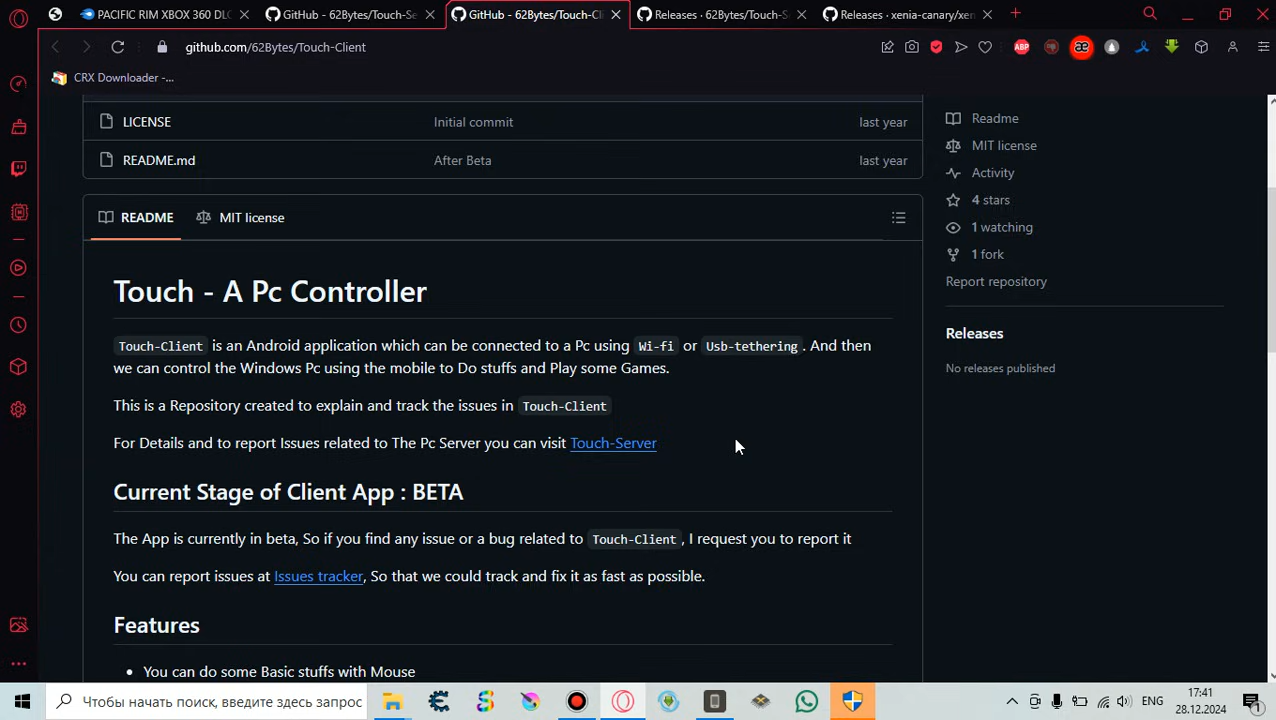 PACIFIC RIM XBOX 360 DLC
GitHub - 62Bytes/Touch-Se
GitHub - 62Bytes/Touch-Cli
Releases · 62Bytes/Touch-S
Releases · xenia-canary/xen
github.com/62Bytes/Touch-Client
ABP
æ
CRX Downloader -...
LICENSE
Initial commit
last year
README.md
After Beta
last year
README
MIT license
Touch - A Pc Controller
Touch-Client is an Android application which can be connected to a Pc using Wi-fi or Usb-tethering. And then
we can control the Windows Pc using the mobile to Do stuffs and Play some Games.
This is a Repository created to explain and track the issues in Touch-Client
For Details and to report Issues related to The Pc Server you can visit Touch-Server
Current Stage of Client App : BETA
The App is currently in beta, So if you find any issue or a bug related to Touch-Client, I request you to report it
You can report issues at Issues tracker, So that we could track and fix it as fast as possible.
Features
• You can do some Basic stuffs with Mouse
Readme
MIT license
Activity
4 stars
1 watching
1 fork
Report repository
Releases
No releases published
Чтобы начать поиск, введите здесь запрос
ENG
17:41
28.12.2024
1